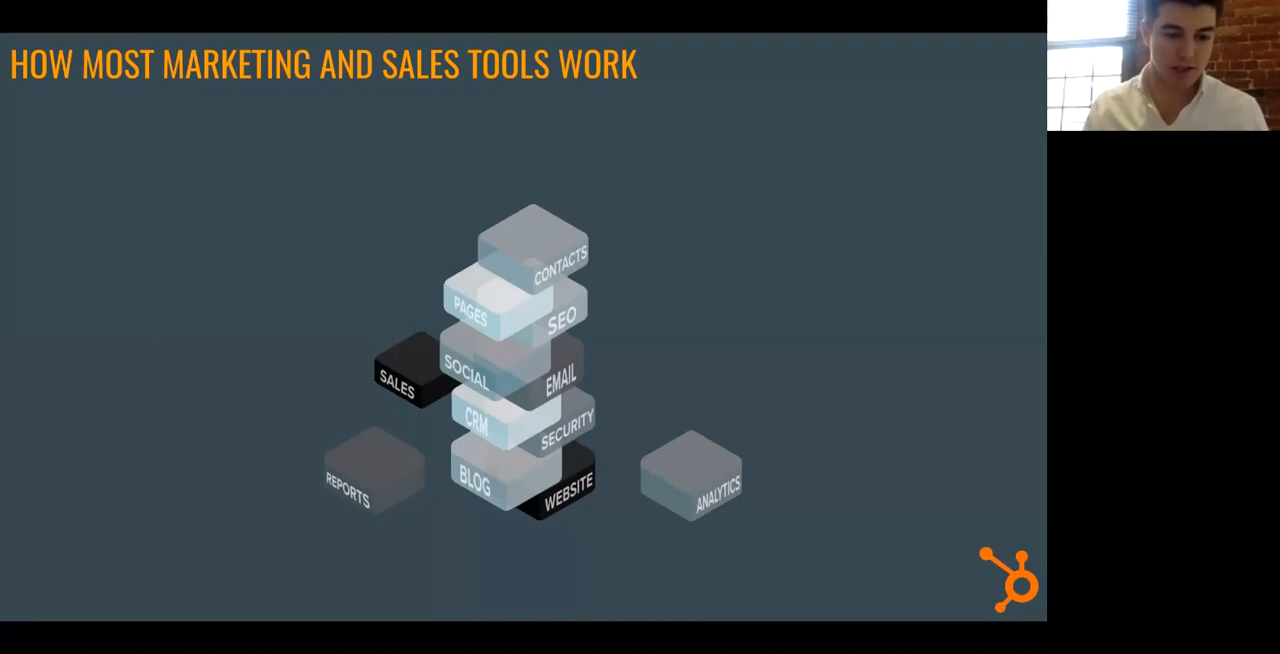 HOW MOST MARKETING AND SALES TOOLS WORK
CONTACTS
PAGES
SEO
SOCIAL
EMAIL
SALES
CRM
SECURITY
BLOG
WEBSITE
REPORTS
ANALYTICS